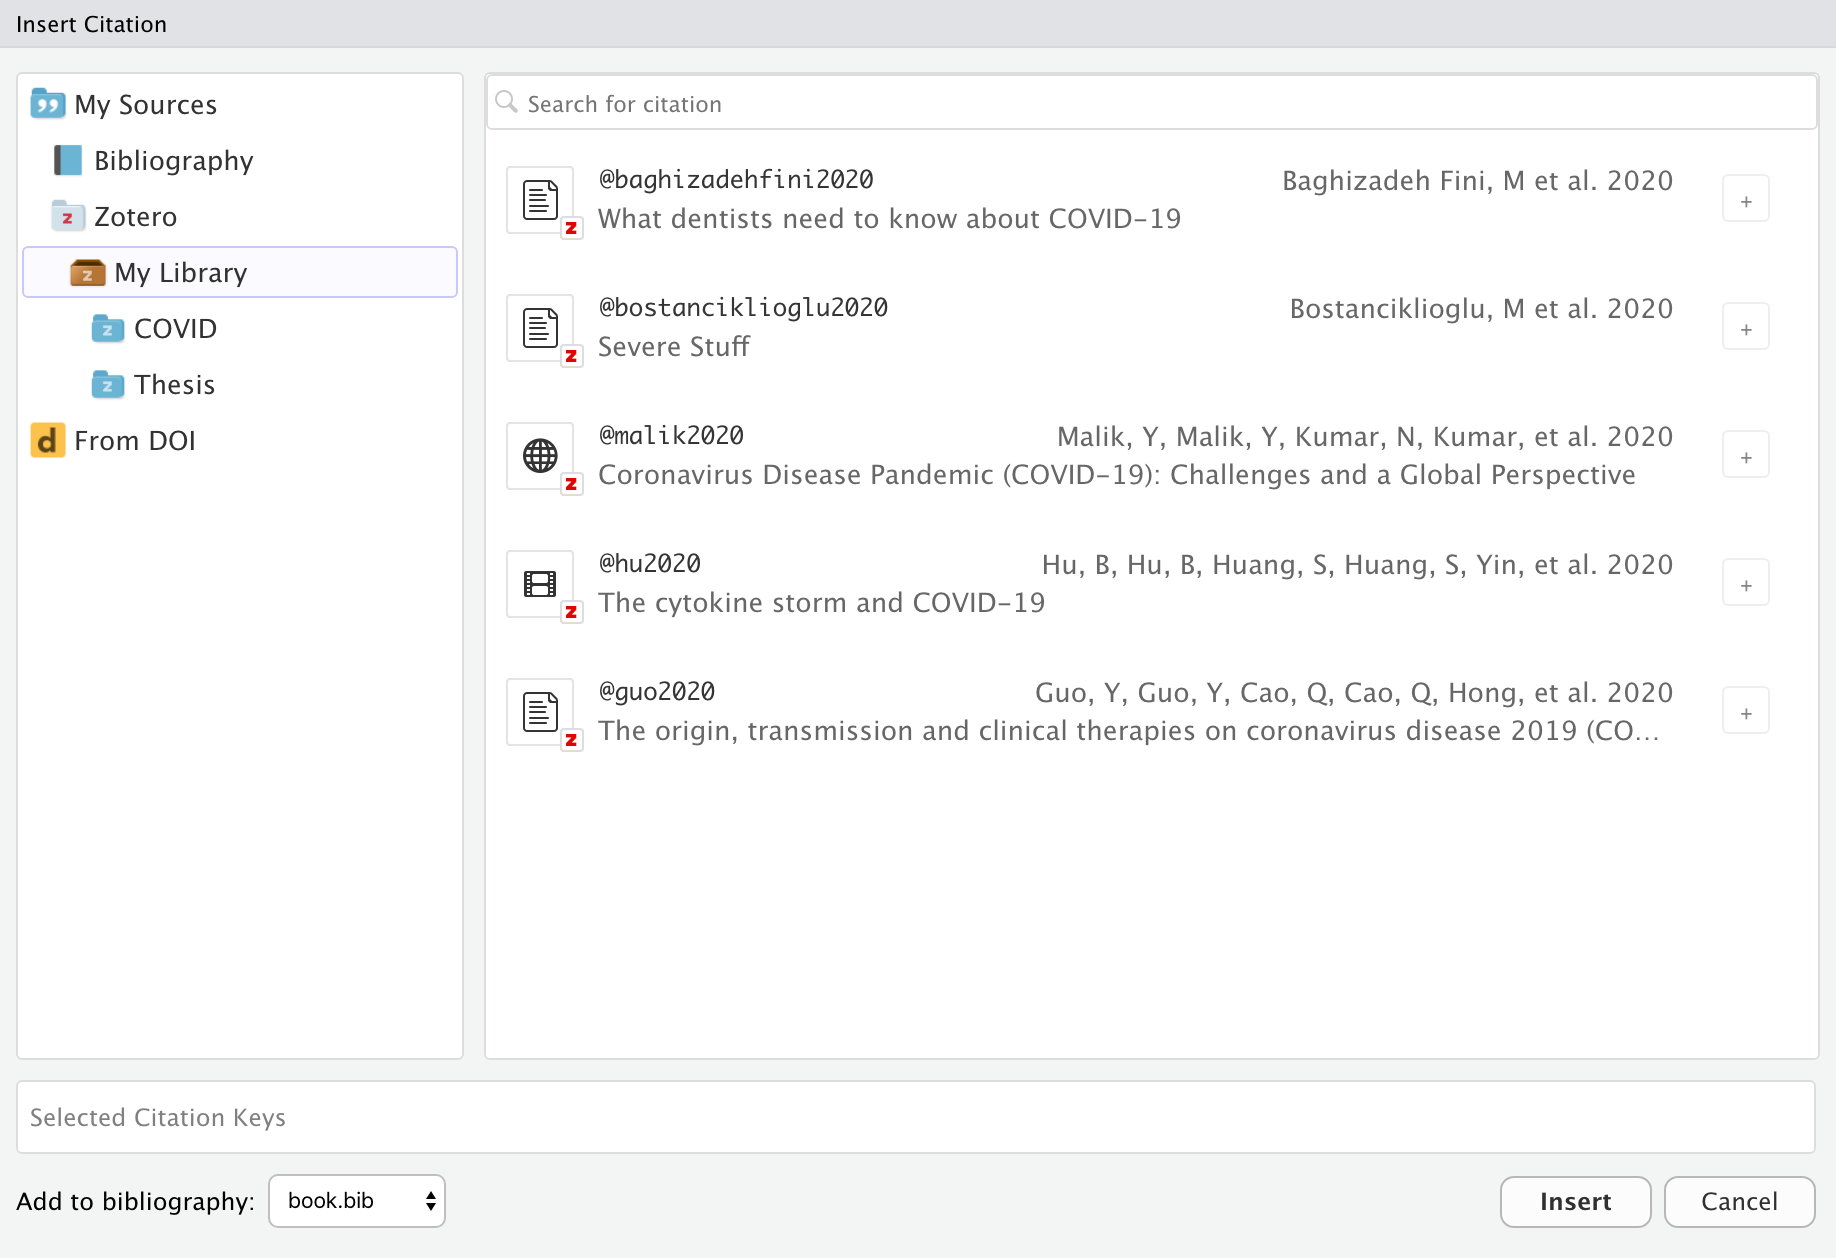 Insert Citation
My Sources
Bibliography
Zotero
My Library
COVID
Thesis
From DOI
Search for citation
@baghizadehfini2020 Baghizadeh Fini, M et al. 2020
What dentists need to know about COVID-19
+
@bostanciklioglu2020 Bostanciklioglu, M et al. 2020
Severe Stuff
+
@malik2020 Malik, Y, Malik, Y, Kumar, N, Kumar, et al. 2020
Coronavirus Disease Pandemic (COVID-19): Challenges and a Global Perspective
+
@hu2020 Hu, B, Hu, B, Huang, S, Huang, S, Yin, et al. 2020
The cytokine storm and COVID-19
+
@guo2020 Guo, Y, Guo, Y, Cao, Q, Cao, Q, Hong, et al. 2020
The origin, transmission and clinical therapies on coronavirus disease 2019 (CO...
+
Selected Citation Keys
Add to bibliography: book.bib Insert Cancel